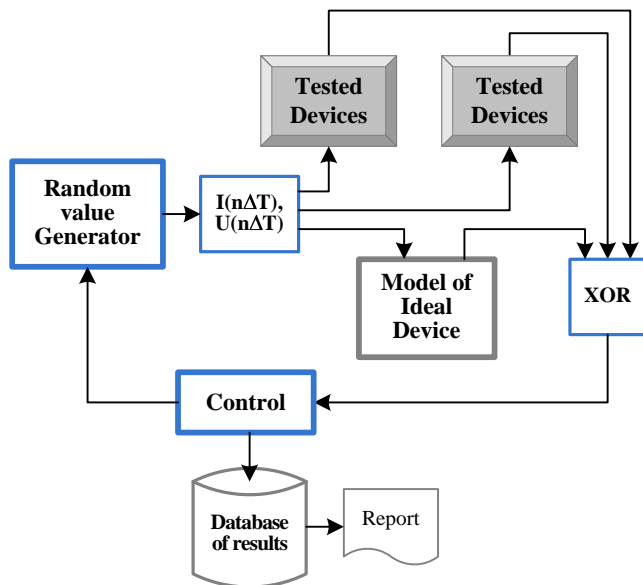 Tested
Devices
Tested
Devices
Random
value
Generator
I(nΔT),
U(nΔT)
Model of
Ideal
Device
XOR
Control
Database
of results
Report